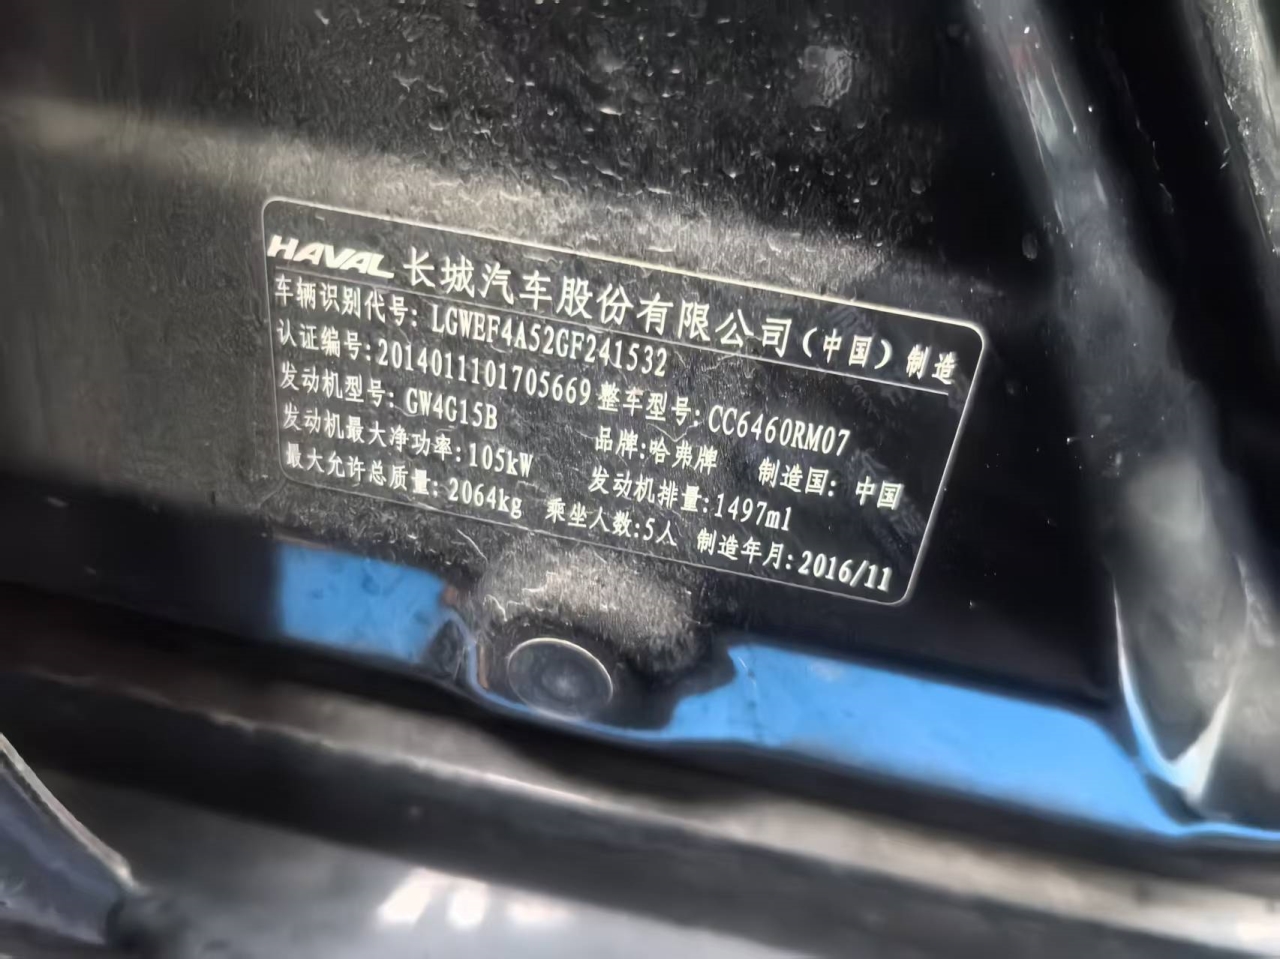 HAVAL 长城汽车股份有限公司（中国）制造
车辆识别代号: LGWEF4A52GF241532
认证编号:2014011101705669 整车型号: CC6460RM07
发动机型号: GW4G15B 品牌:哈弗牌 制造国: 中国
发动机最大净功率: 105kW 发动机排量:1497ml
最大允许总质量: 2064kg 乘坐人数:5人 制造年月:2016/11